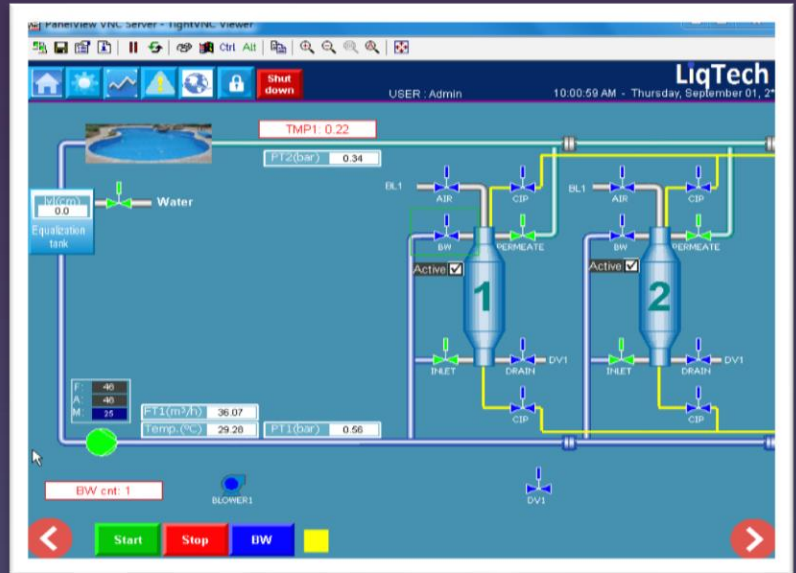 PanelView VNC Server - TightVNC Viewer
Ctrl Alt
Shut
down
USER : Admin
LiqTech
10:00:59 AM - Thursday, September 01, 2
TMP1: 0.22
PT2(bar) 0.34
BL1
AIR
CIP
BL1
AIR
CIP
0.0
Water
Equalization
tank
BW
PERMEATE
BW
PERMEATE
Active
1
Active
2
INLET
DRAIN
DV1
INLET
DRAIN
DV1
F: 46
A: 46
M: 35
FT1(m³/h) 36.07
Temp.(ºC) 29.28
PT1(bar) 0.56
CIP
CIP
BW cnt: 1
BLOWER1
DV1
Start
Stop
BW